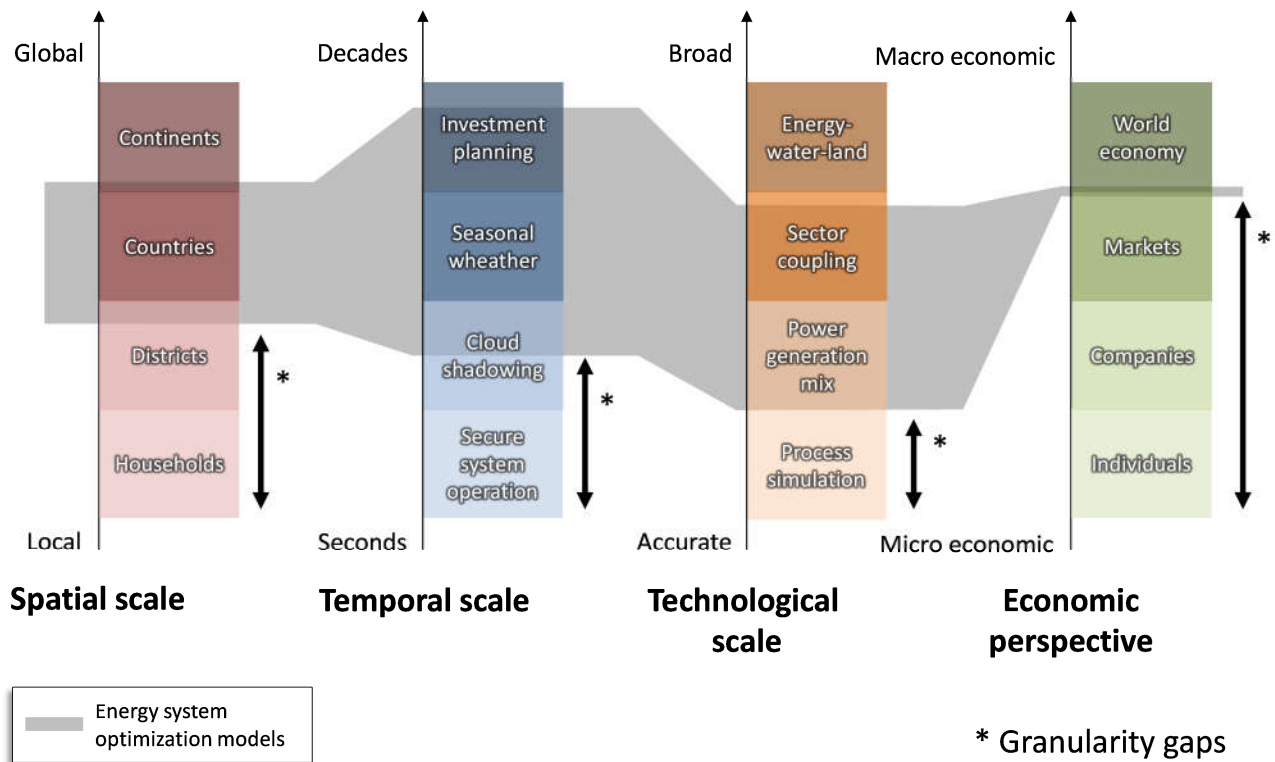 Global
Continents
Countries
Districts
Households
*
Local
Spatial scale
Decades
Investment
planning
Seasonal
wheather
Cloud
shadowing
Secure
system
operation
*
Seconds
Temporal scale
Broad
Energy-
water-land
Sector
coupling
Power
generation
mix
Process
simulation
*
Accurate
Technological
scale
Macro economic
World
economy
Markets
Companies
Individuals
*
Micro economic
Economic
perspective
Energy system
optimization models
* Granularity gaps